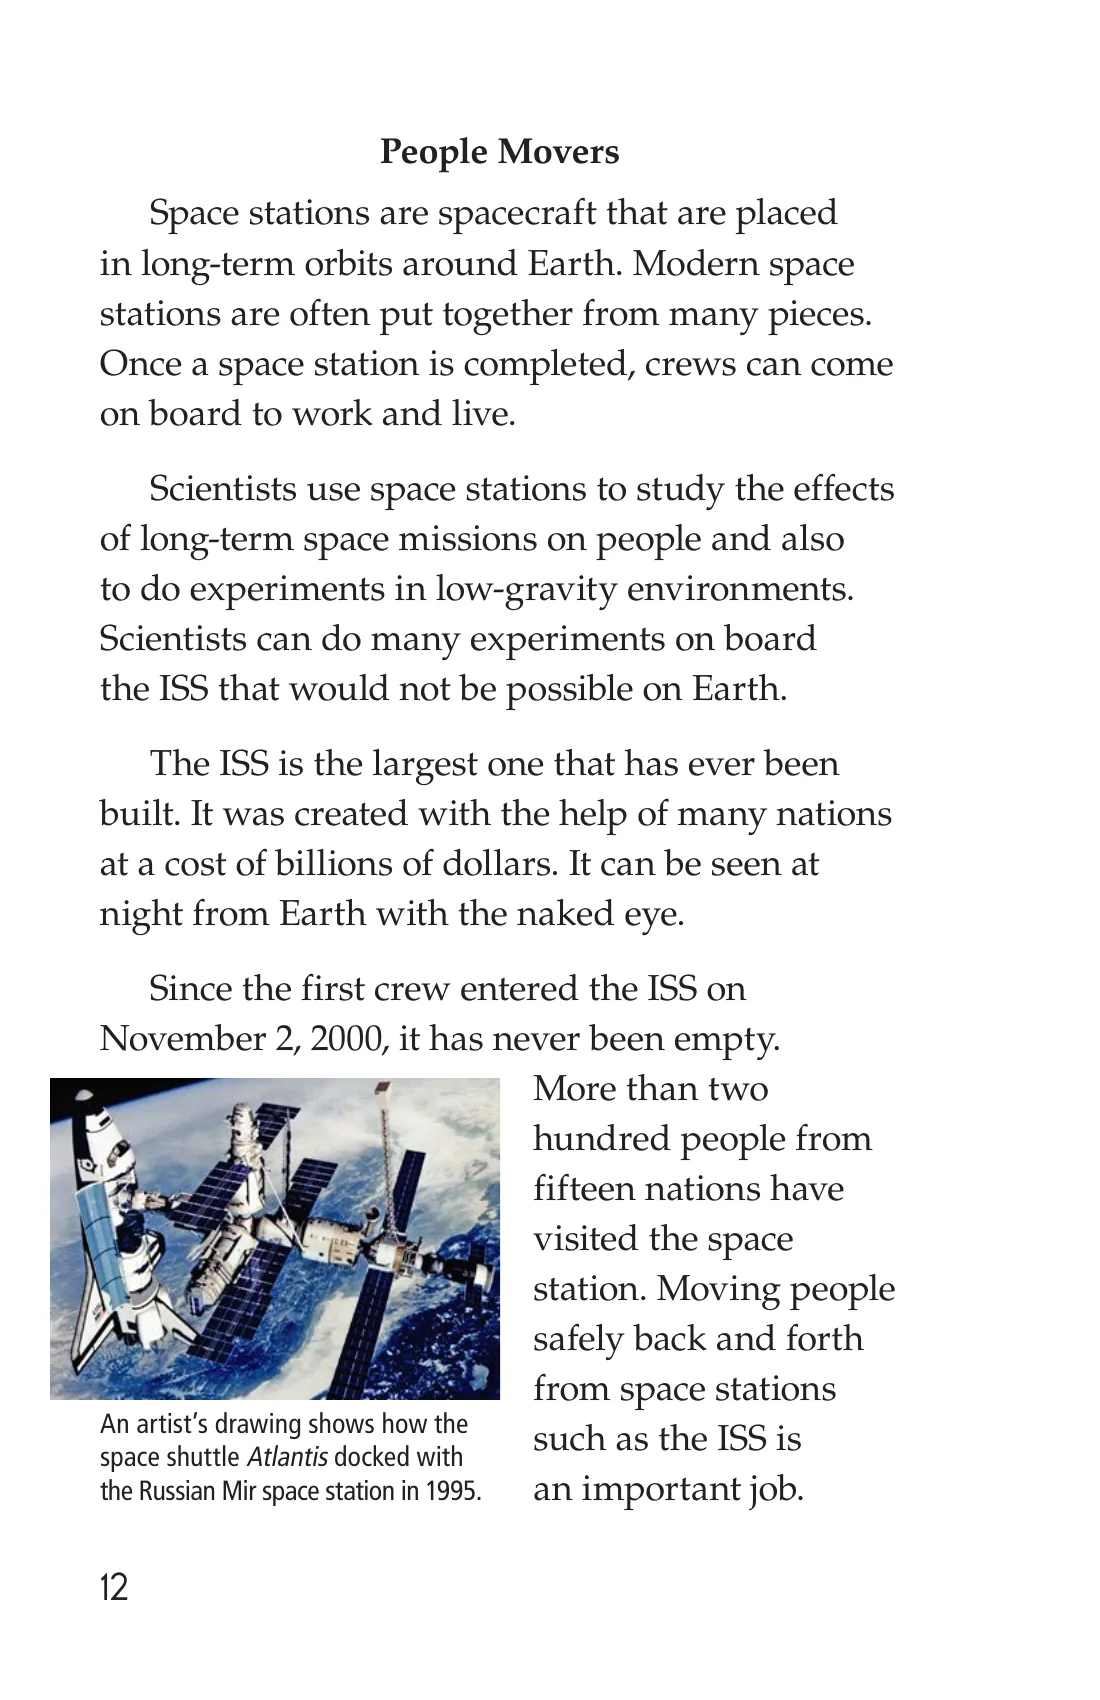 People Movers
Space stations are spacecraft that are placed
in long-term orbits around Earth. Modern space
stations are often put together from many pieces.
Once a space station is completed, crews can come
on board to work and live.
Scientists use space stations to study the effects
of long-term space missions on people and also
to do experiments in low-gravity environments.
Scientists can do many experiments on board
the ISS that would not be possible on Earth.
The ISS is the largest one that has ever been
built. It was created with the help of many nations
at a cost of billions of dollars. It can be seen at
night from Earth with the naked eye.
Since the first crew entered the ISS on
November 2, 2000, it has never been empty.
More than two
hundred people from
fifteen nations have
visited the space
station. Moving people
safely back and forth
from space stations
such as the ISS is
an important job.
An artist’s drawing shows how the
space shuttle Atlantis docked with
the Russian Mir space station in 1995.
12